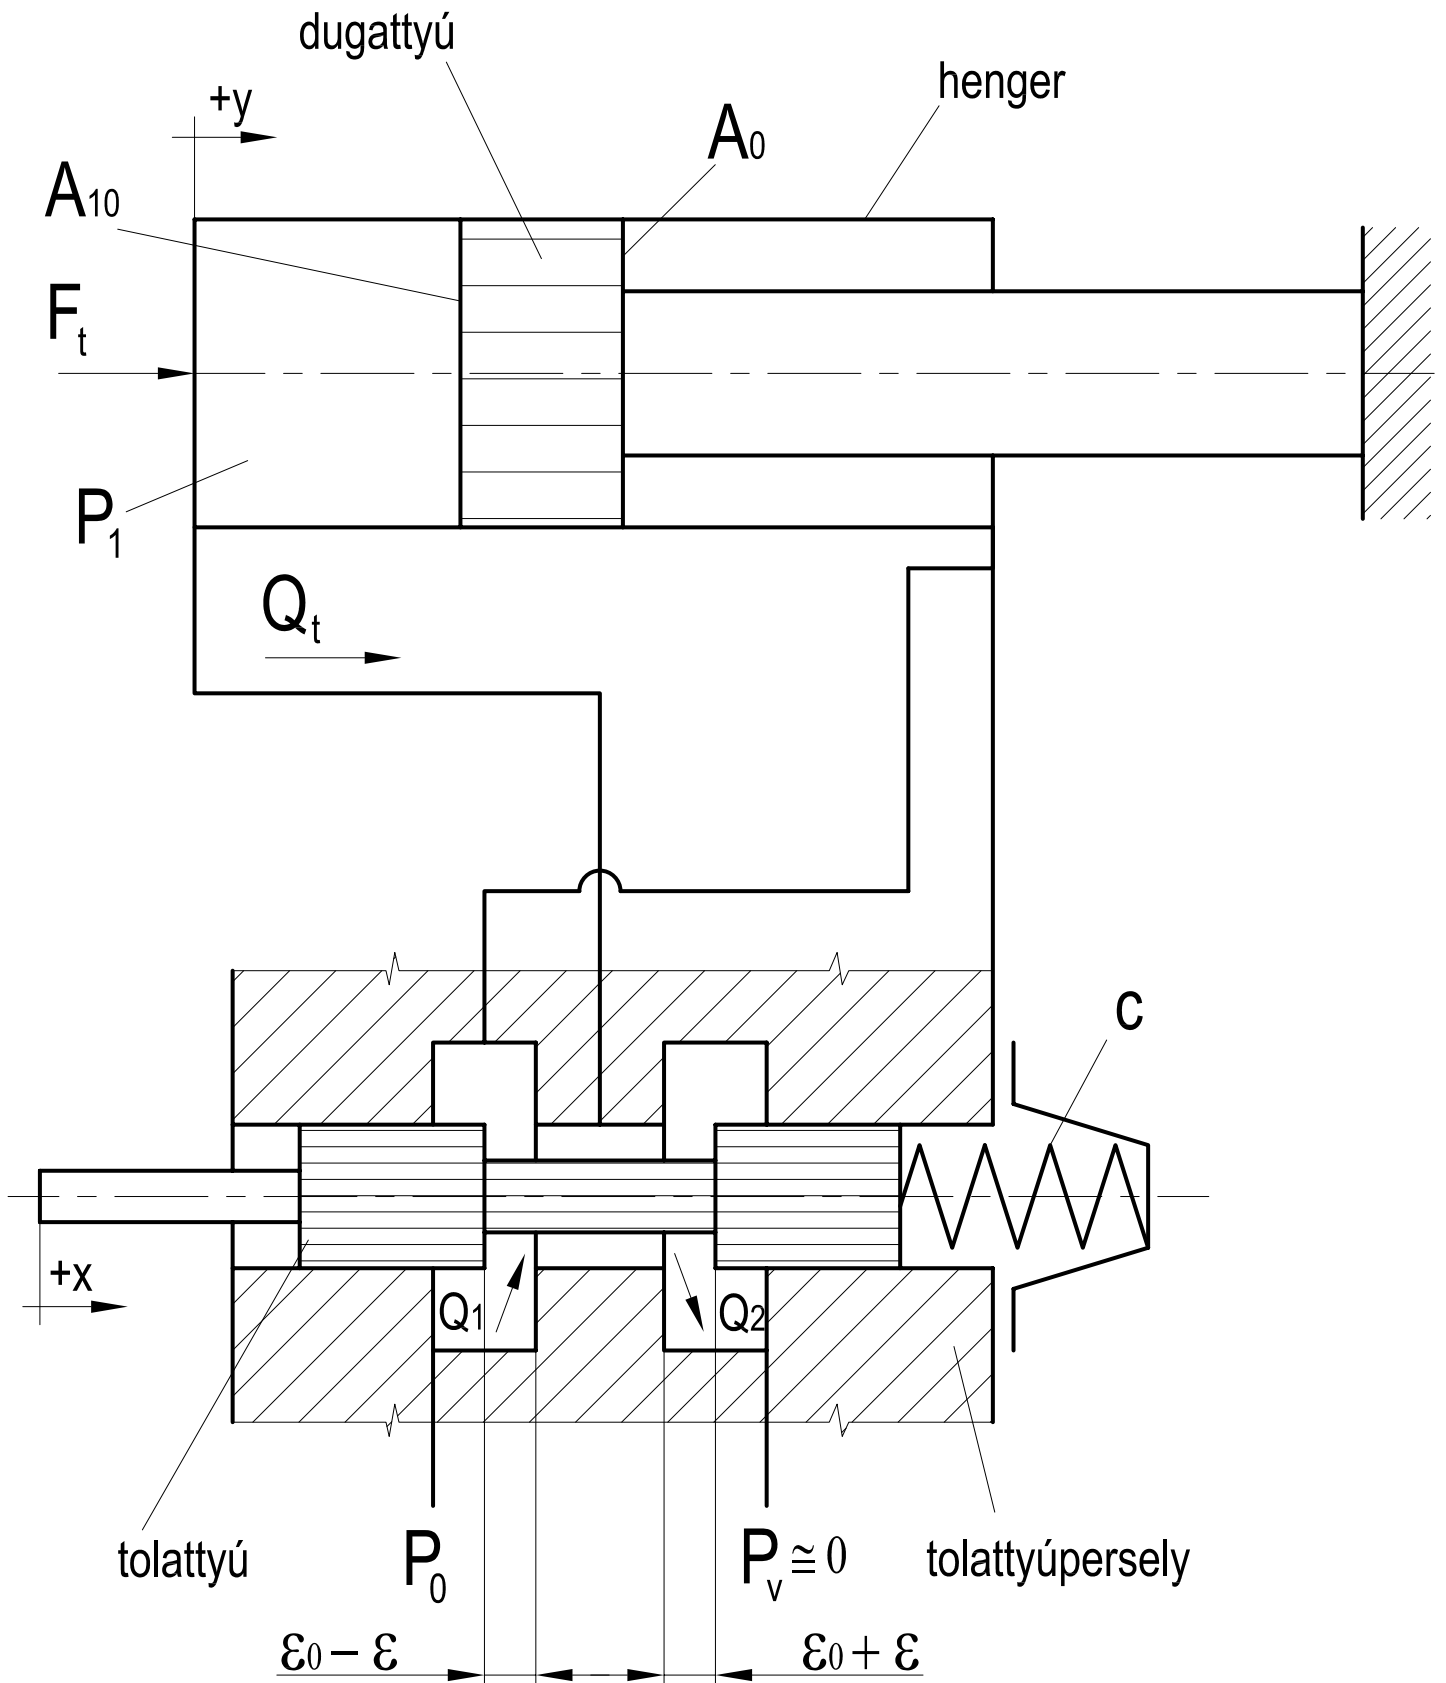 dugattyú
henger
+y
A0
A10
Ft
P1
Qt
c
+x
Q1
Q2
tolattyú
P0
Pv ≅ 0
tolattyúpersely
ε0 − ε
ε0 + ε